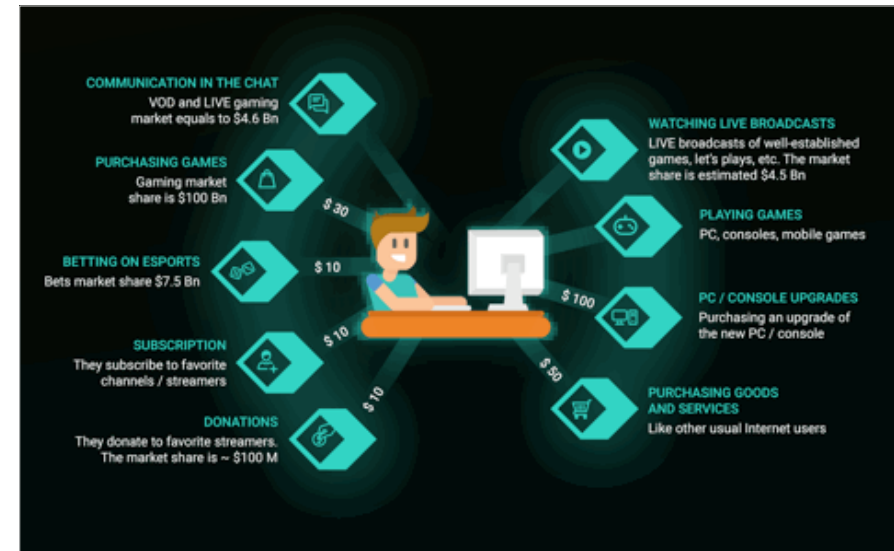 COMMUNICATION IN THE CHAT
VOD and LIVE gaming
market equals to $4.6 Bn
PURCHASING GAMES
Gaming market
share is $100 Bn
$ 30
BETTING ON ESPORTS
Bets market share $7.5 Bn
$ 10
SUBSCRIPTION
They subscribe to favorite
channels / streamers
$ 10
DONATIONS
They donate to favorite streamers.
The market share is ~ $100 M
$ 10
WATCHING LIVE BROADCASTS
LIVE broadcasts of well-established
games, let's plays, etc. The market
share is estimated $4.5 Bn
PLAYING GAMES
PC, consoles, mobile games
$ 100
PC / CONSOLE UPGRADES
Purchasing an upgrade of
the new PC / console
$ 50
PURCHASING GOODS
AND SERVICES
Like other usual Internet users